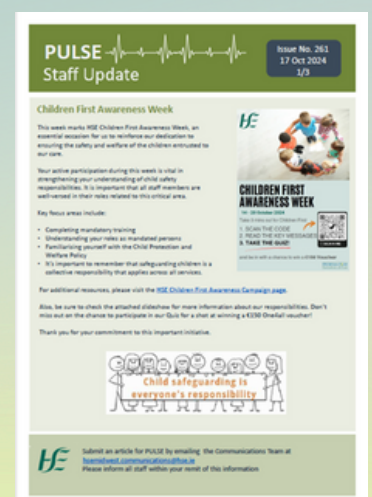 PULSE
Staff Update
Issue No. 261
17 Oct 2024
1/3
Children First Awareness Week
This week marks HSE Children First Awareness Week, an
essential occasion for us to reinforce our dedication to
ensuring the safety and welfare of the children entrusted to
our care.
Your active participation during this week is vital in
strengthening your understanding of child safety
responsibilities. It is important that all staff members are
well-versed in their roles related to this critical area.
Key focus areas include:
• Completing mandatory training
• Understanding your roles as mandated persons
• Familiarising yourself with the Child Protection and
Welfare Policy
• It's important to remember that safeguarding children is a
collective responsibility that applies across all services.
For additional resources, please visit the HSE Children First Awareness Campaign page.
Also, be sure to check the attached slideshow for more information about our responsibilities. Don't
miss out on the chance to participate in our Quiz for a chat at winning a €150 One4all voucher!
Thank you for your commitment to this important initiative.
HE
CHILDREN FIRST
AWARENESS WEEK
14 - 20 October 2024
1. SCAN THE CODE
2. READ THE KEY MESSAGES
3. TAKE THE QUIZ!
Child safeguarding is
everyone's responsibility
HE
Submit an article for PULSE by emailing the Communications Team at
hsemidwest.communications@hse.ie
Please inform all staff within your remit of this information